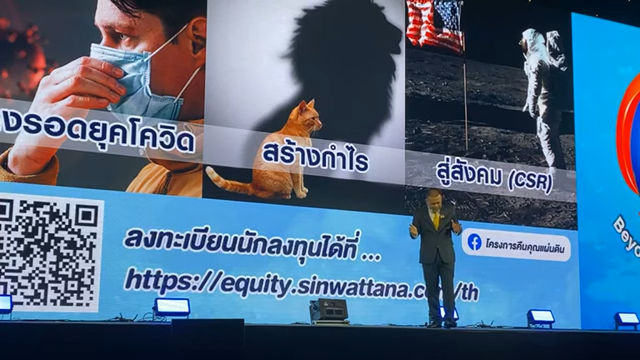 รอดยุคโควิด
สร้างกำไร
สู่สังคม (CSR)
ลงทะเบียนนักลงทุนได้ที่ ...
โครงการคืนคุณแผ่นดิน
https://equity.sinwattana.com/th